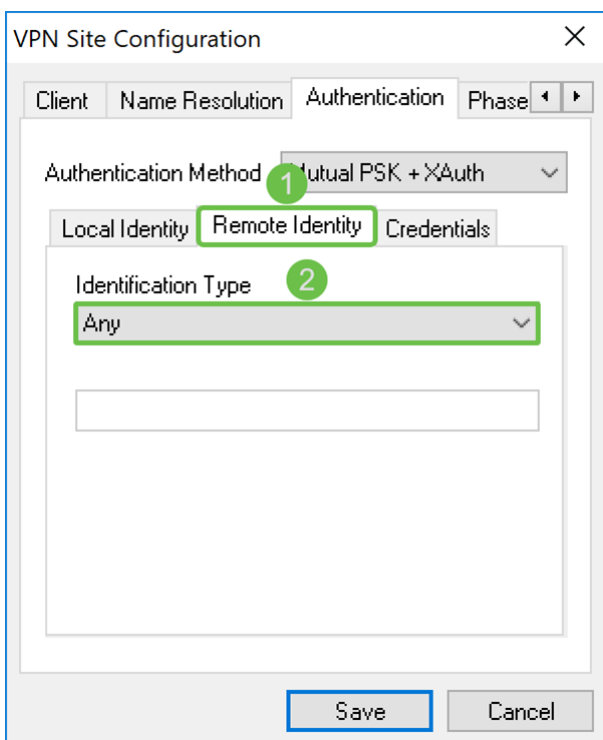 VPN Site Configuration
Client Name Resolution Authentication Phase
Authentication Method Mutual PSK + XAuth
1
Local Identity Remote Identity Credentials
Identification Type 2
Any
Save Cancel